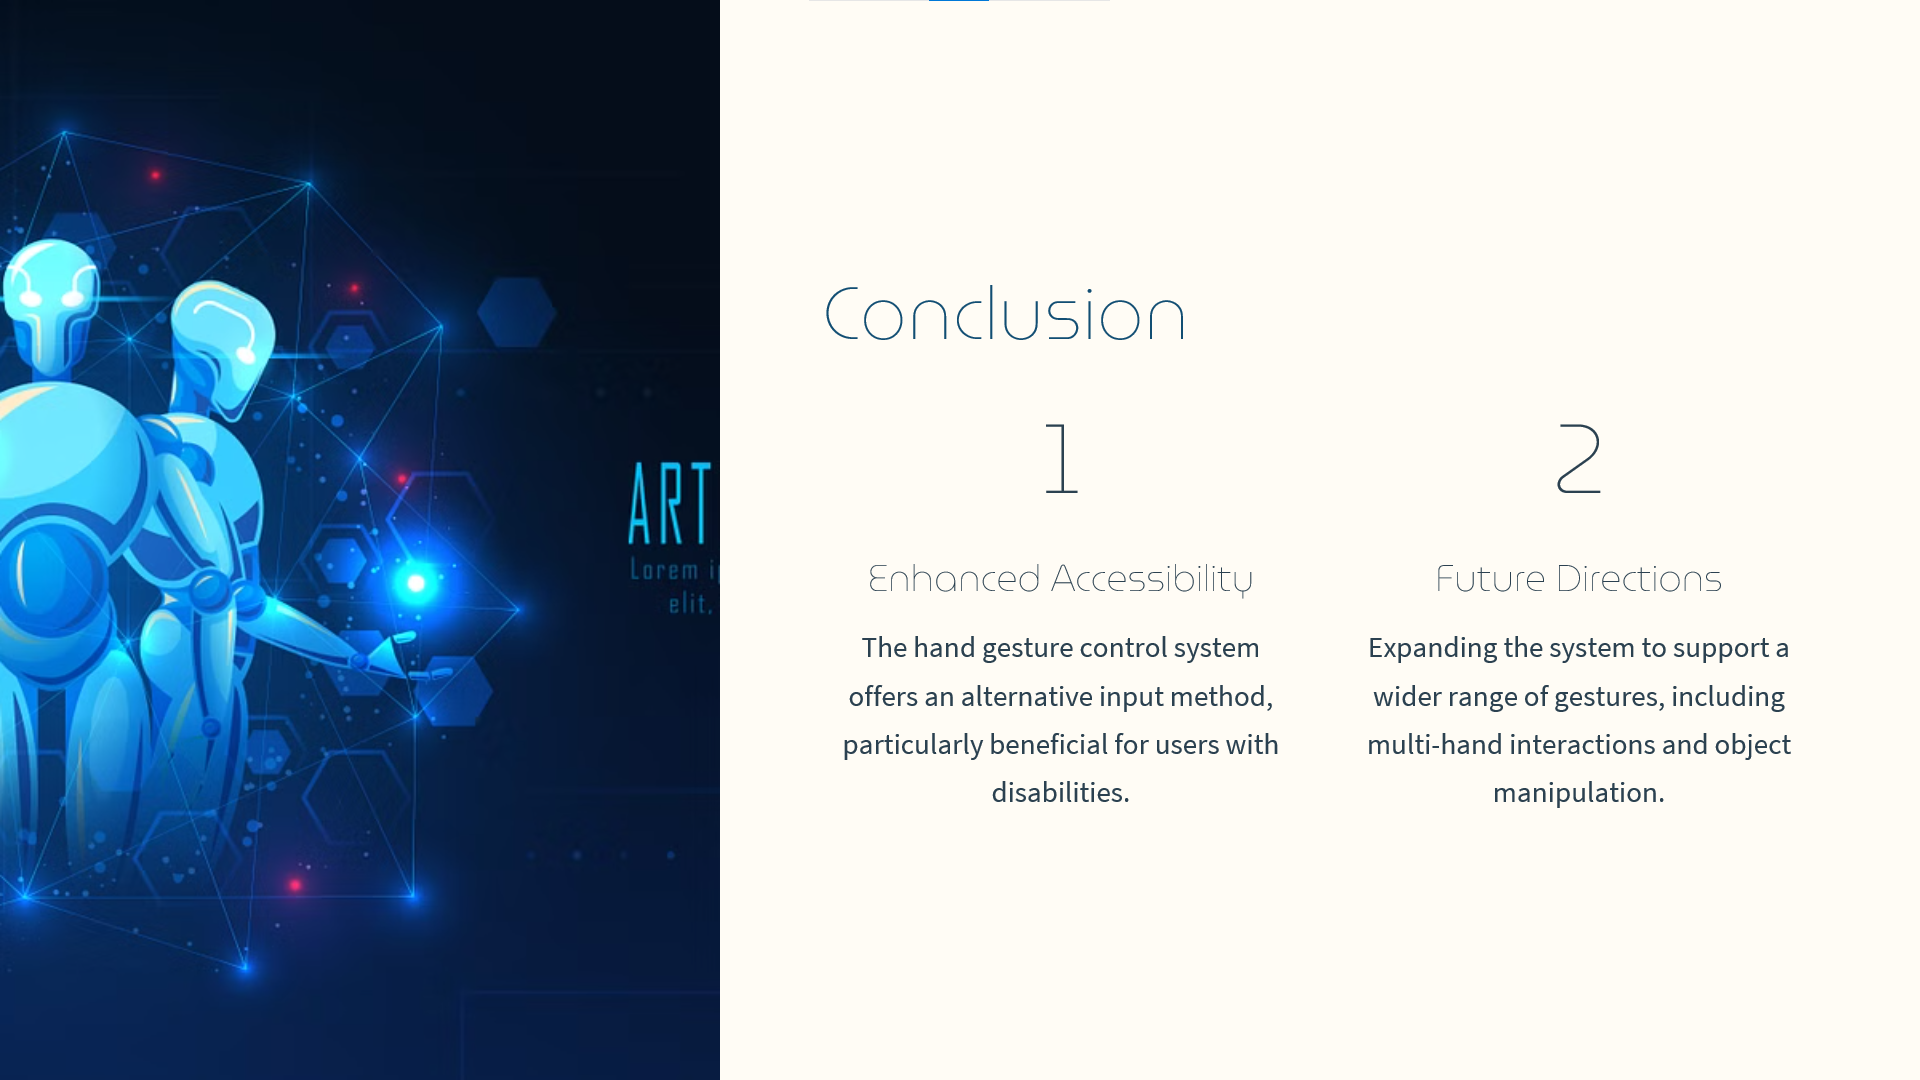 ART
Lorem ip
elit,
Conclusion
1
Enhanced Accessibility
The hand gesture control system
offers an alternative input method,
particularly beneficial for users with
disabilities.
2
Future Directions
Expanding the system to support a
wider range of gestures, including
multi-hand interactions and object
manipulation.